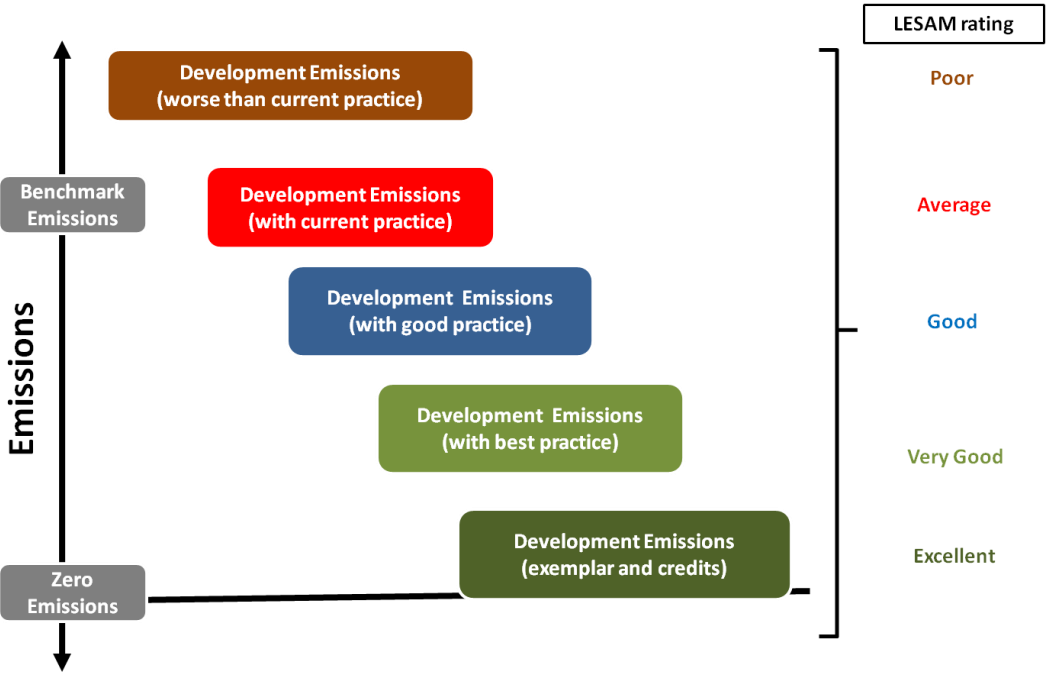 LESAM rating
Development Emissions
(worse than current practice)
Poor
Benchmark
Emissions
Development Emissions
(with current practice)
Average
Emissions
Development Emissions
(with good practice)
Good
Development Emissions
(with best practice)
Very Good
Development Emissions
(exemplar and credits)
Excellent
Zero
Emissions